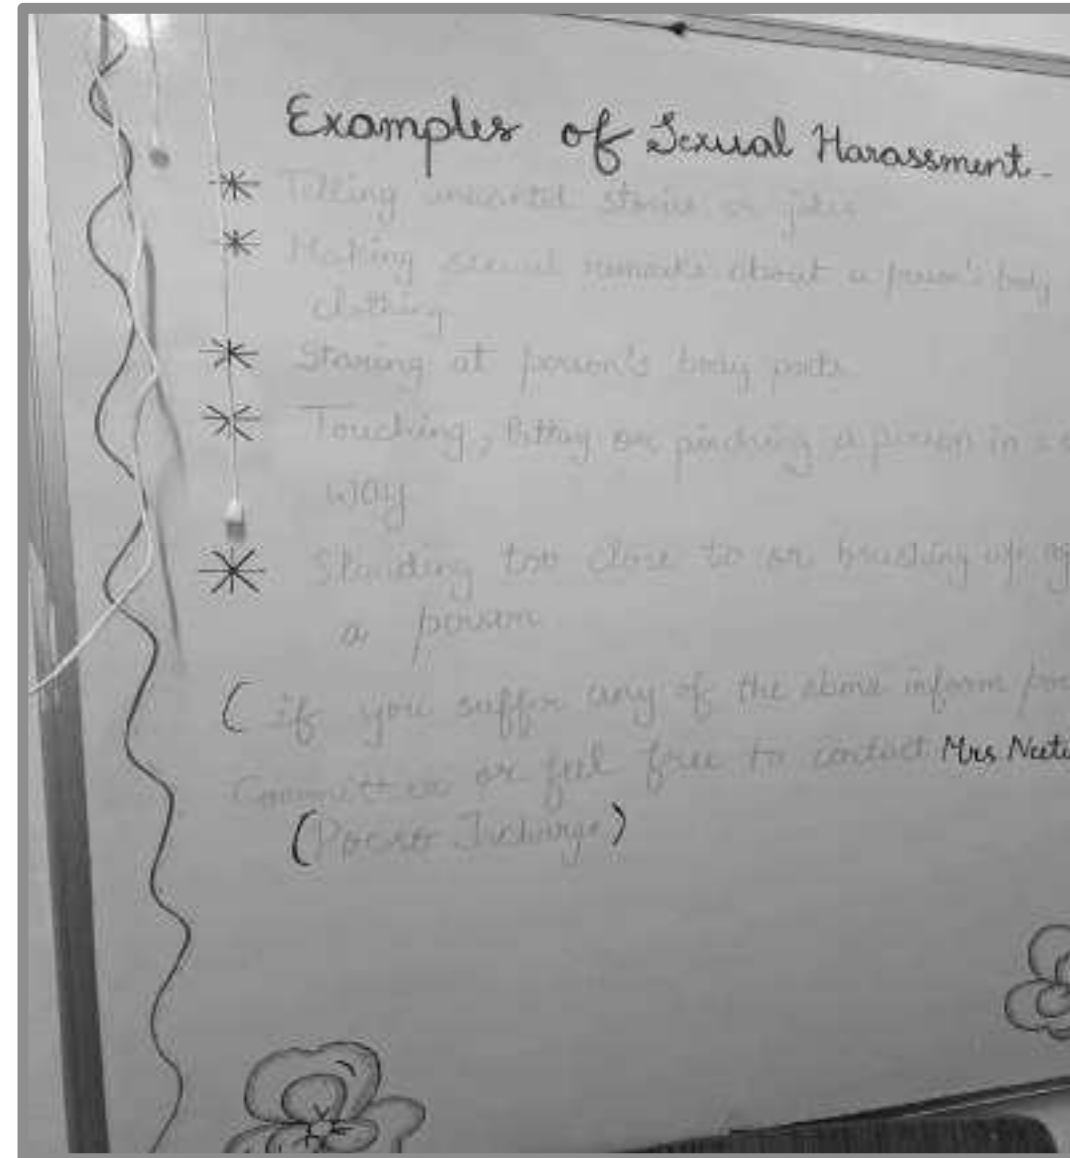 Examples of Sexual Harassment.
Telling unwanted stories or jokes
Making sexual remarks about a person's body
clothing
Staring at person's body parts
Touching, Patting or pinching a person in a
way
Standing too close to or brushing up
a person.
( if you suffer any of the above inform
Committee or feel free to contact Mrs Neetu
(Pocso Incharge)